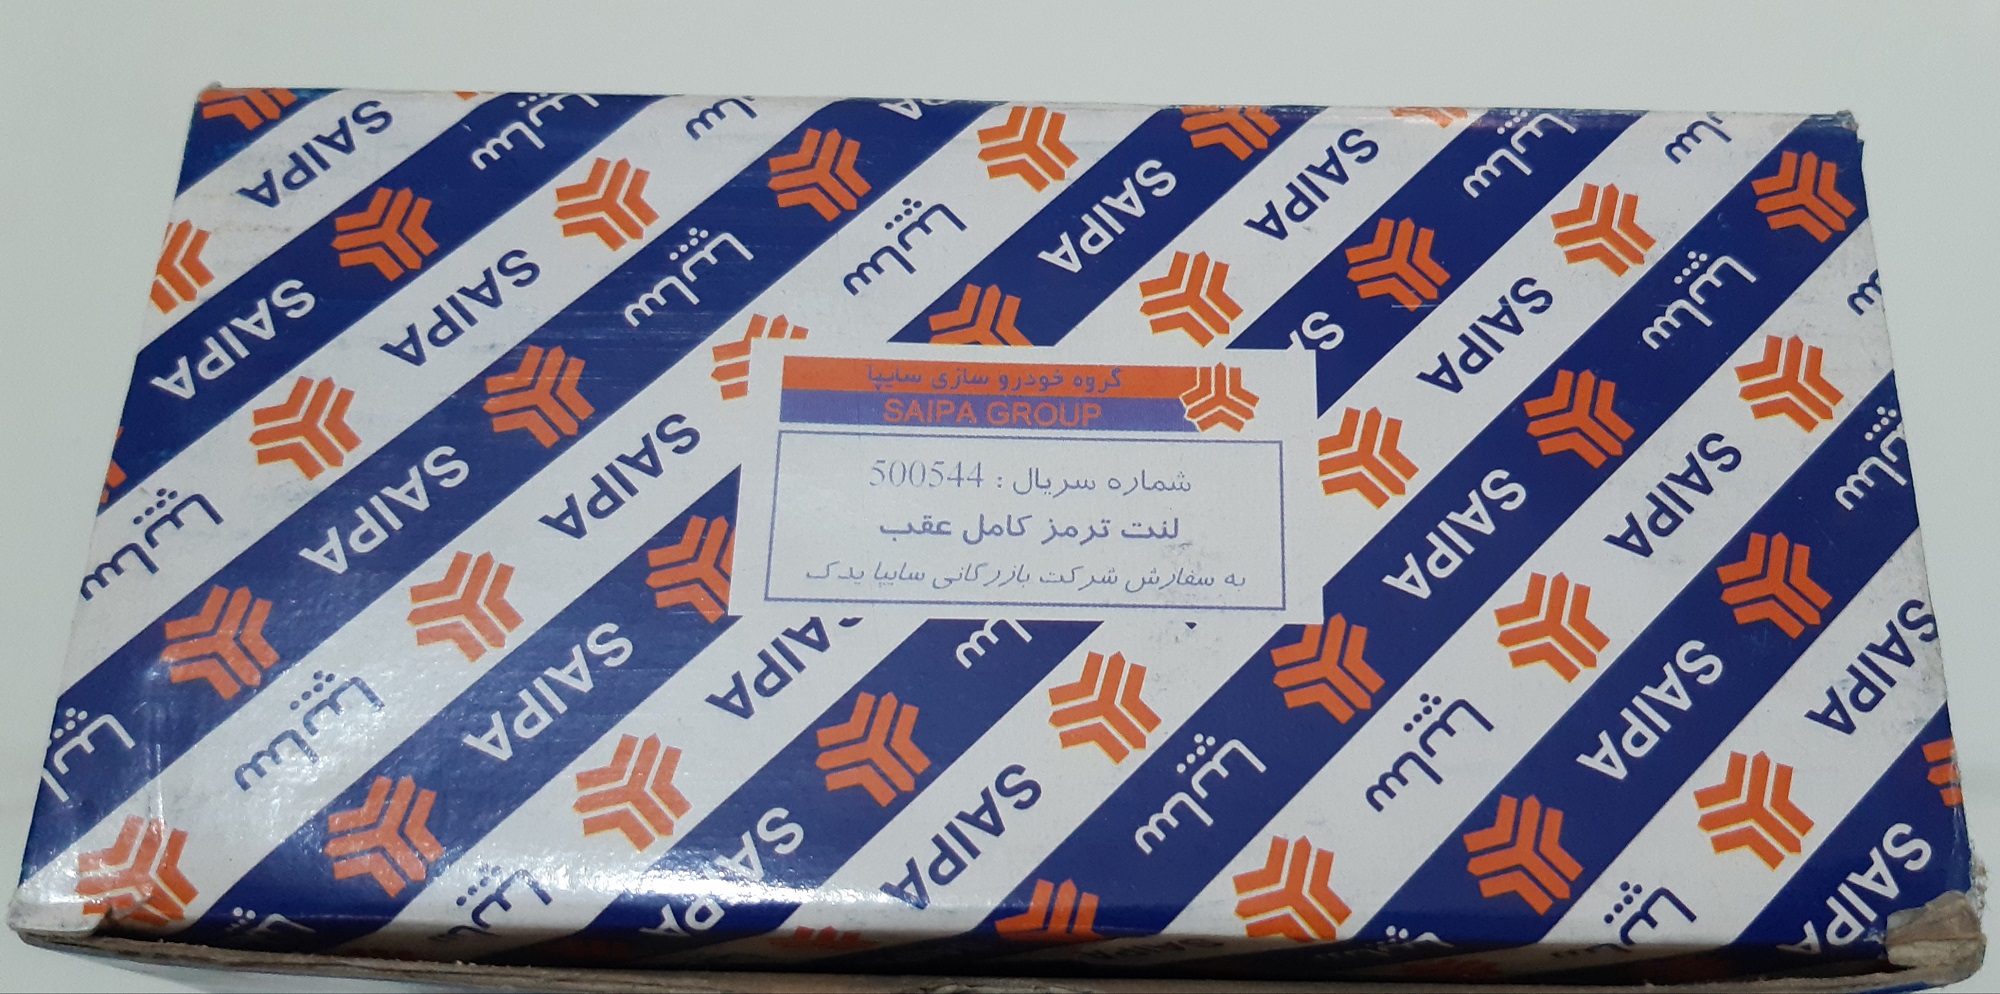 گروه خودرو سازی سایپا
SAIPA GROUP
شماره سریال : 500544
لنت ترمز کامل عقب
به سفارش شرکت بازرگانی سایپا یدک
SAIPA
سایپا